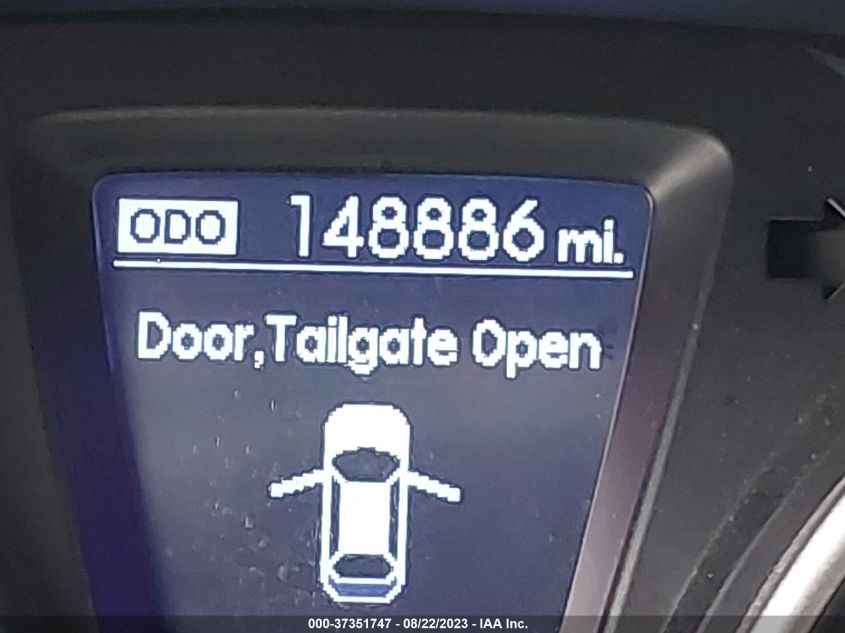 ODO 148886 mi.
Door,Tailgate Open
000-37351747 - 08/22/2023 - IAA Inc.